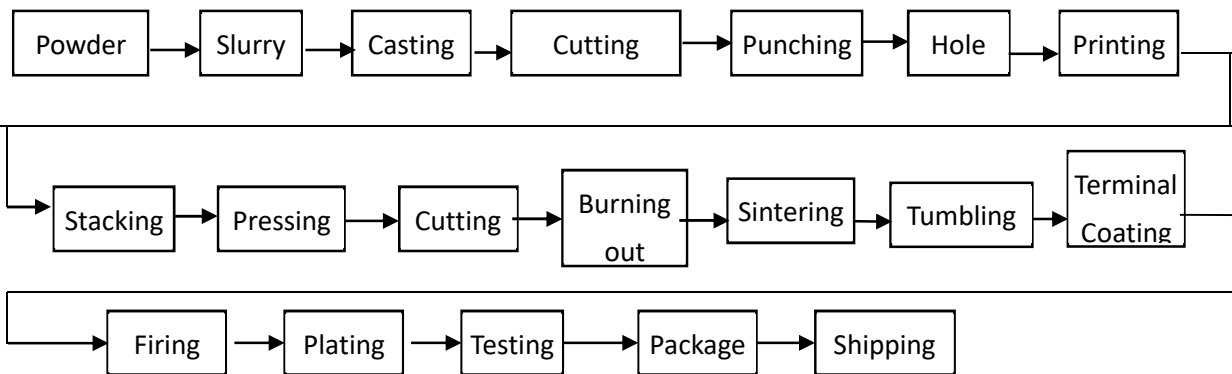 Powder Slurry Casting Cutting Punching Hole Printing
Stacking Pressing Cutting Burning out Sintering Tumbling Terminal Coating
Firing Plating Testing Package Shipping